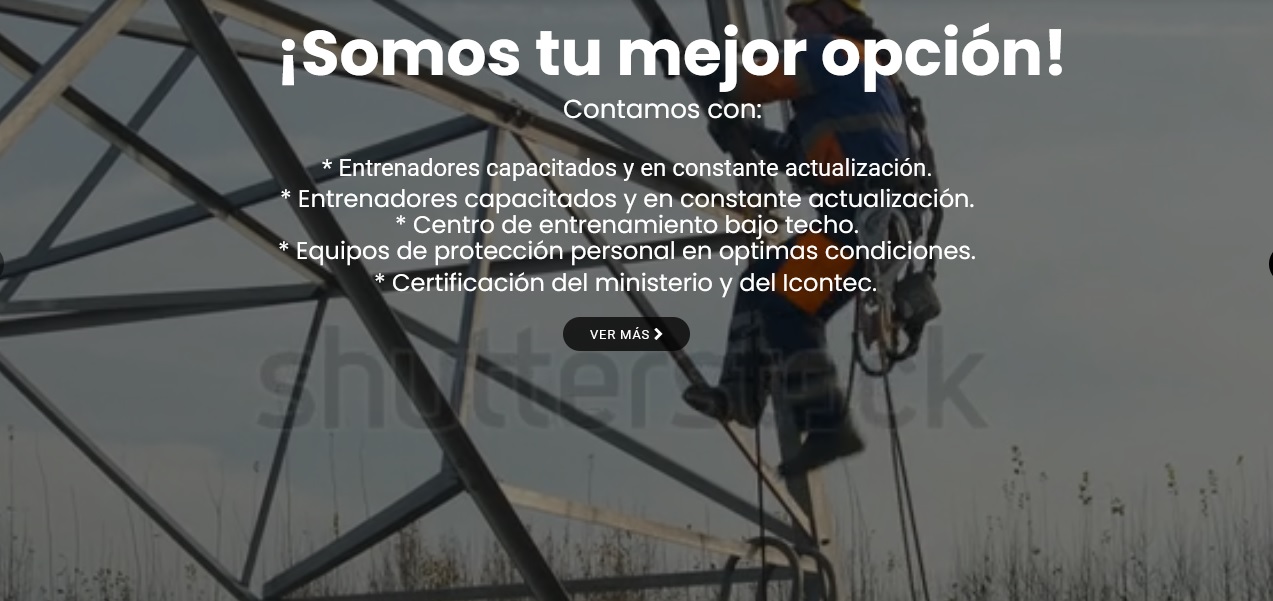 ¡Somos tu mejor opción!
Contamos con:
* Entrenadores capacitados y en constante actualización.
* Entrenadores capacitados y en constante actualización.
* Centro de entrenamiento bajo techo.
* Equipos de protección personal en optimas condiciones.
* Certificación del ministerio y del Icontec.
VER MÁS
shutterstock